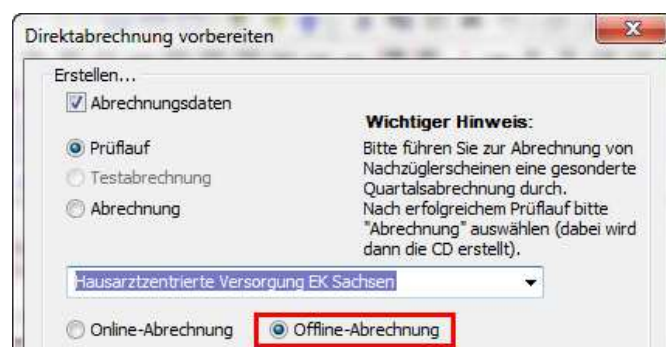 Direktabrechnung vorbereiten
Erstellen...
Abrechnungsdaten
Prüflauf
Testabrechnung
Abrechnung
Wichtiger Hinweis:
Bitte führen Sie zur Abrechnung von
Nachzüglerscheinen eine gesonderte
Quartalsabrechnung durch.
Nach erfolgreichem Prüflauf bitte
"Abrechnung" auswählen (dabei wird
dann die CD erstellt).
Hausarztzentrierte Versorgung EK Sachsen
Online-Abrechnung Offline-Abrechnung